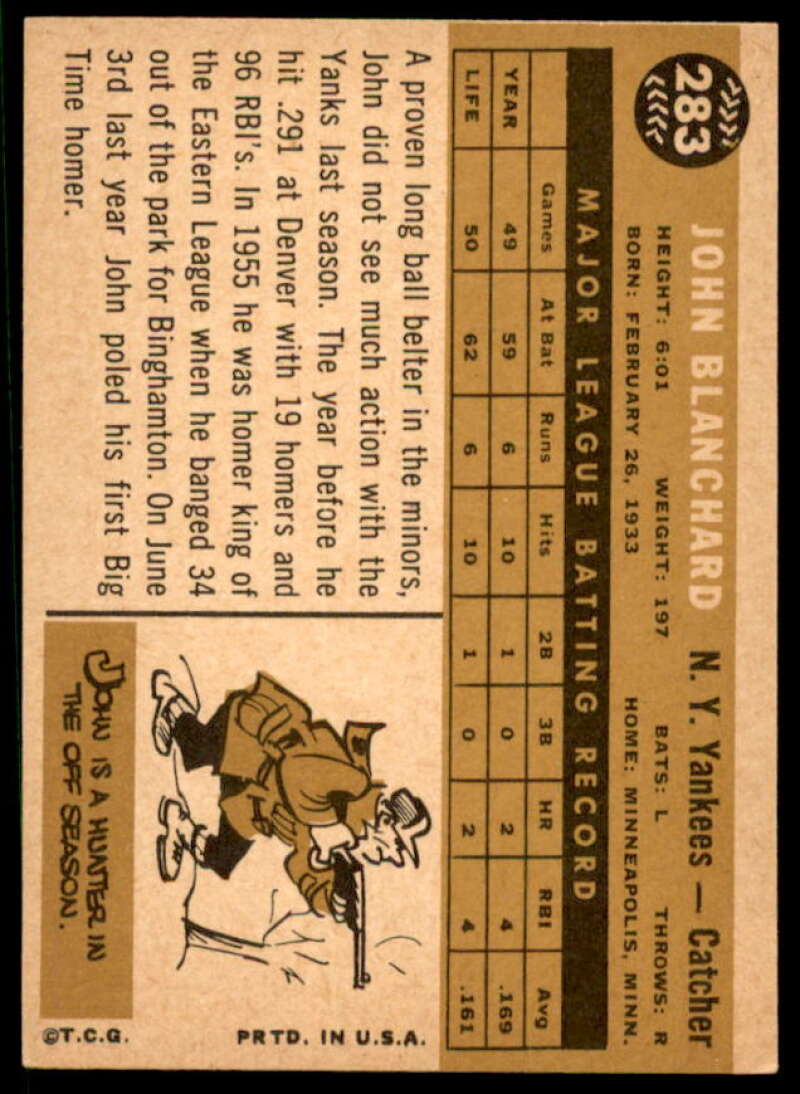 283
JOHN BLANCHARD N. Y. Yankees — Catcher
HEIGHT: 6:01 WEIGHT: 197 BATS: L THROWS: R
BORN: FEBRUARY 26, 1933 HOME: MINNEAPOLIS, MINN.
MAJOR LEAGUE BATTING RECORD
Games At Bat Runs Hits 2B 3B HR RBI Avg
YEAR 49 59 6 10 1 0 2 4 .169
LIFE 50 62 6 10 1 0 2 4 .161
A proven long ball belter in the minors,
John did not see much action with the
Yanks last season. The year before he
hit .291 at Denver with 19 homers and
96 RBI's. In 1955 he was homer king of
the Eastern League when he banged 34
out of the park for Binghamton. On June
3rd last year John poled his first Big
Time homer.
JOHN IS A HUNTER IN
THE OFF SEASON.
©T.C.G. PRTD. IN U.S.A.